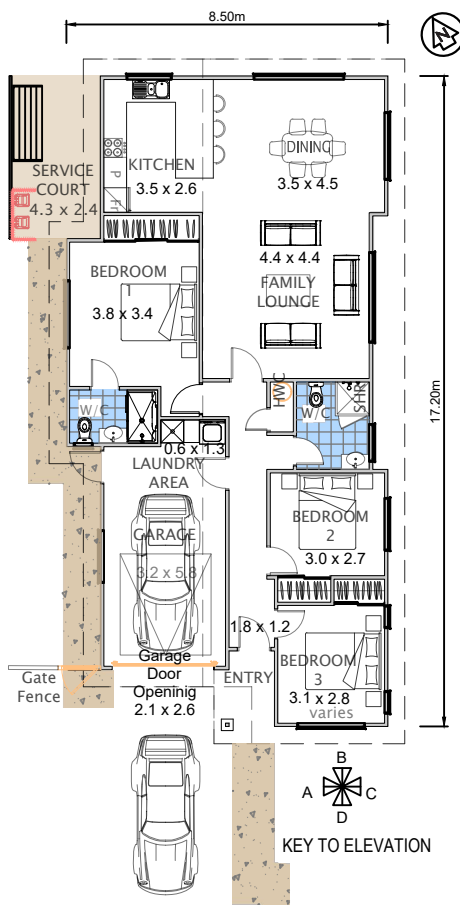 8.50m
N
KITCHEN
3.5 x 2.6
P
Fr
DINING
3.5 x 4.5
SERVICE
COURT
4.3 x 2.4
4.4 x 4.4
FAMILY
LOUNGE
BEDROOM
1
3.8 x 3.4
17.20m
W/C
HWC
W/C
SHR
0.6 x 1.3
LAUNDRY
AREA
GARAGE
3.2 x 5.8
BEDROOM
2
3.0 x 2.7
1.8 x 1.2
BEDROOM
3
3.1 x 2.8
varies
Gate
Fence
Garage
Door
Opening
2.1 x 2.6
ENTRY
B
A
C
D
KEY TO ELEVATION